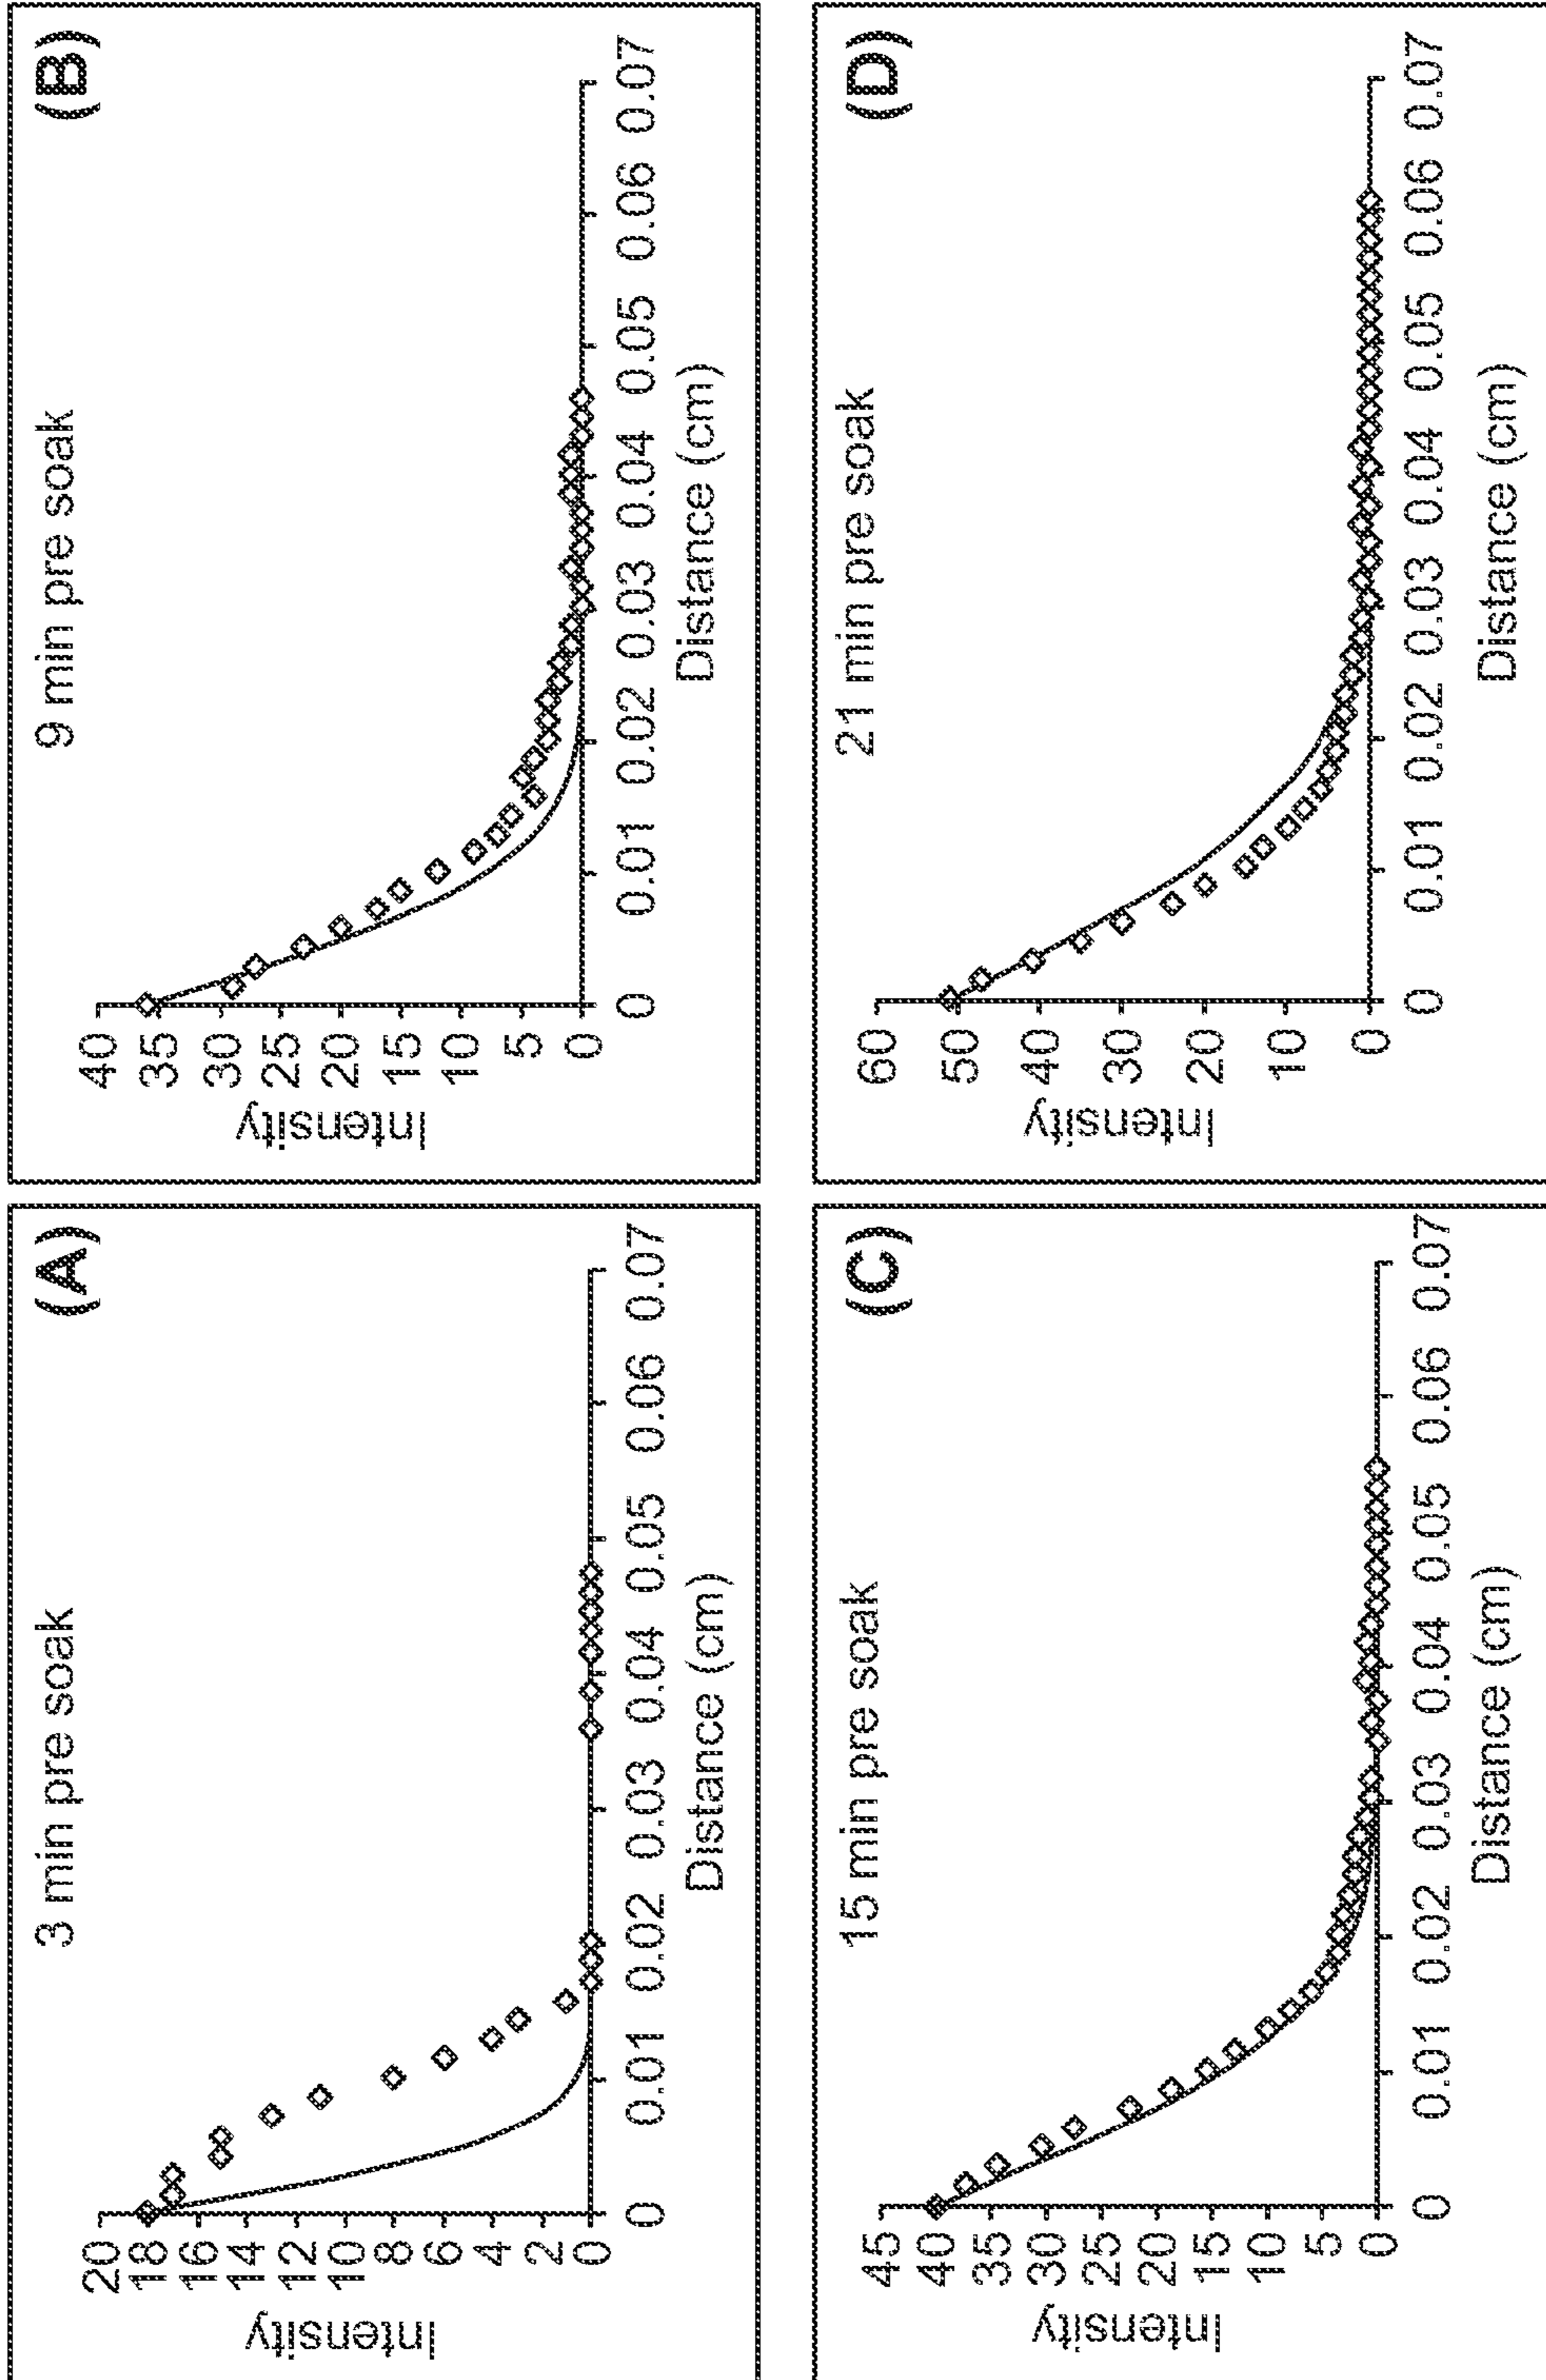 (A)
3 min pre soak
Intensity
20
18
16
14
12
10
8
6
4
2
0
0 0.01 0.02 0.03 0.04 0.05 0.06 0.07
Distance (cm)
(B)
9 min pre soak
Intensity
40
35
30
25
20
15
10
5
0
0 0.01 0.02 0.03 0.04 0.05 0.06 0.07
Distance (cm)
(C)
15 min pre soak
Intensity
45
40
35
30
25
20
15
10
5
0
0 0.01 0.02 0.03 0.04 0.05 0.06 0.07
Distance (cm)
(D)
21 min pre soak
Intensity
60
50
40
30
20
10
0
0 0.01 0.02 0.03 0.04 0.05 0.06 0.07
Distance (cm)